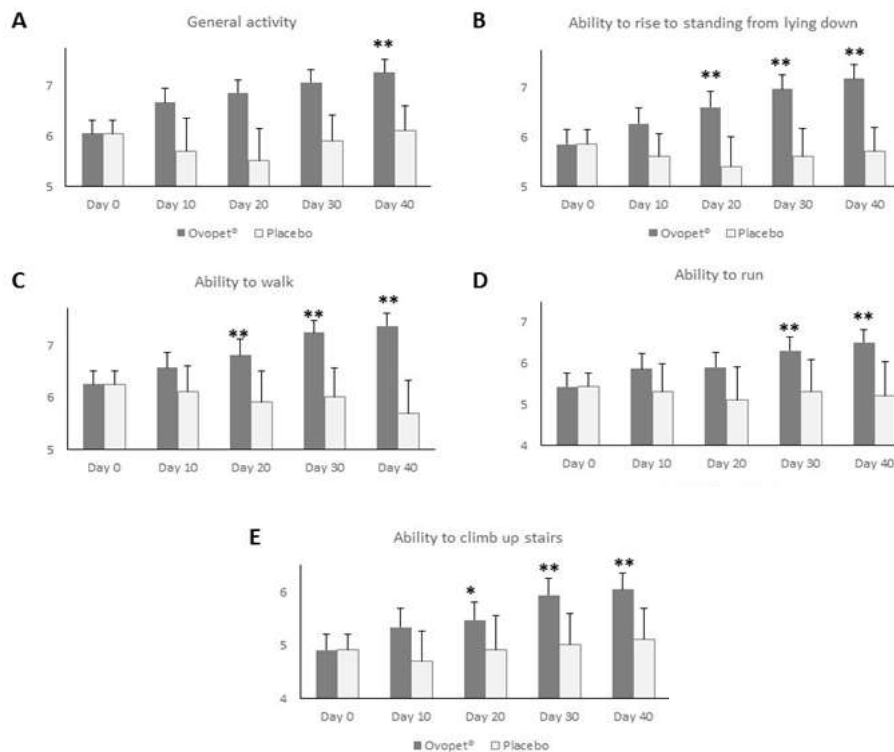 A
General activity
**
7
6
5
Day 0 Day 10 Day 20 Day 30 Day 40
Ovopet® Placebo
B
Ability to rise to standing from lying down
** ** **
7
6
5
Day 0 Day 10 Day 20 Day 30 Day 40
Ovopet® Placebo
C
Ability to walk
** ** **
7
6
5
Day 0 Day 10 Day 20 Day 30 Day 40
D
Ability to run
** **
7
6
5
4
Day 0 Day 10 Day 20 Day 30 Day 40
E
Ability to climb up stairs
* ** **
6
5
4
Day 0 Day 10 Day 20 Day 30 Day 40
Ovopet® Placebo